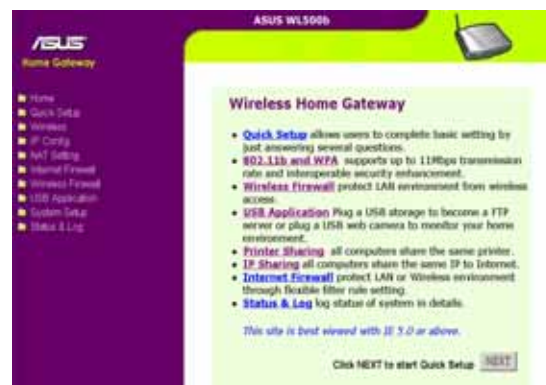 ASUS WL500b
ASUS
Home Gateway
Home
Quick Setup
Wireless
IP Config
NAT Setting
Internet Firewall
Wireless Firewall
USB Application
System Setup
Status & Log
Wireless Home Gateway
Quick Setup allows users to complete basic setting by
just answering several questions.
802.11b and WPA supports up to 11Mbps transmission
rate and interoperable security enhancement.
Wireless Firewall protect LAN environment from wireless
access.
USB Application Plug a USB storage to become a FTP
server or plug a USB web camera to monitor your home
environment.
Printer Sharing all computers share the same printer.
IP Sharing all computers share the same IP to Internet.
Internet Firewall protect LAN or Wireless environment
through flexible filter rule setting.
Status & Log log status of system in details.
This site is best viewed with IE 5.0 or above.
Click NEXT to start Quick Setup NEXT